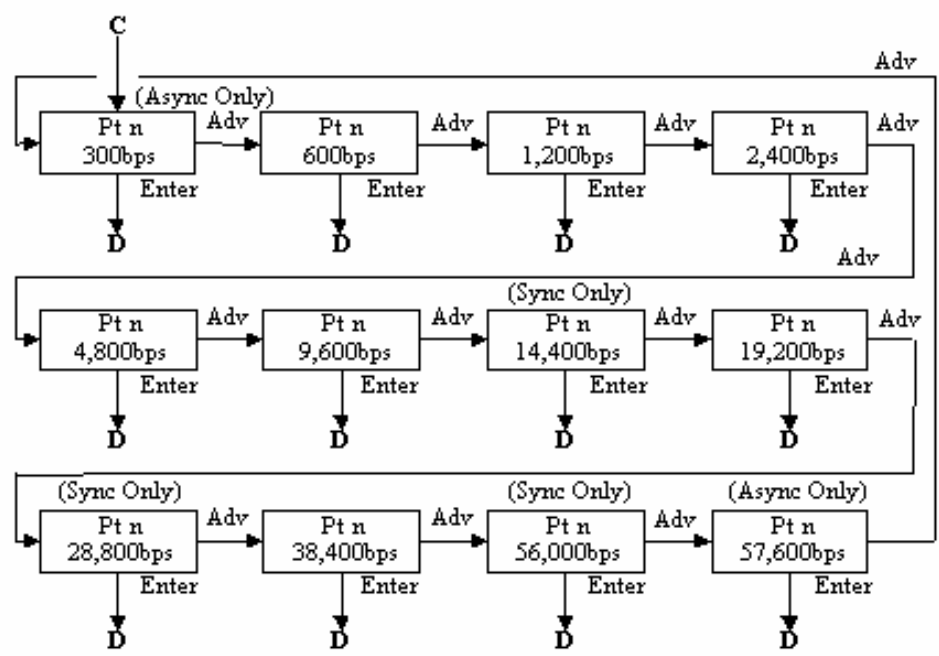 C
Adv
(Async Only)
Pt n
300bps
Adv
Pt n
600bps
Adv
Pt n
1,200bps
Adv
Pt n
2,400bps
Adv
Enter
Enter
Enter
Enter
D
D
D
D
Adv
(Sync Only)
Pt n
4,800bps
Adv
Pt n
9,600bps
Adv
Pt n
14,400bps
Adv
Pt n
19,200bps
Adv
Enter
Enter
Enter
Enter
D
D
D
D
(Sync Only)
(Sync Only)
(Async Only)
Pt n
28,800bps
Adv
Pt n
38,400bps
Adv
Pt n
56,000bps
Adv
Pt n
57,600bps
Enter
Enter
Enter
Enter
D
D
D
D